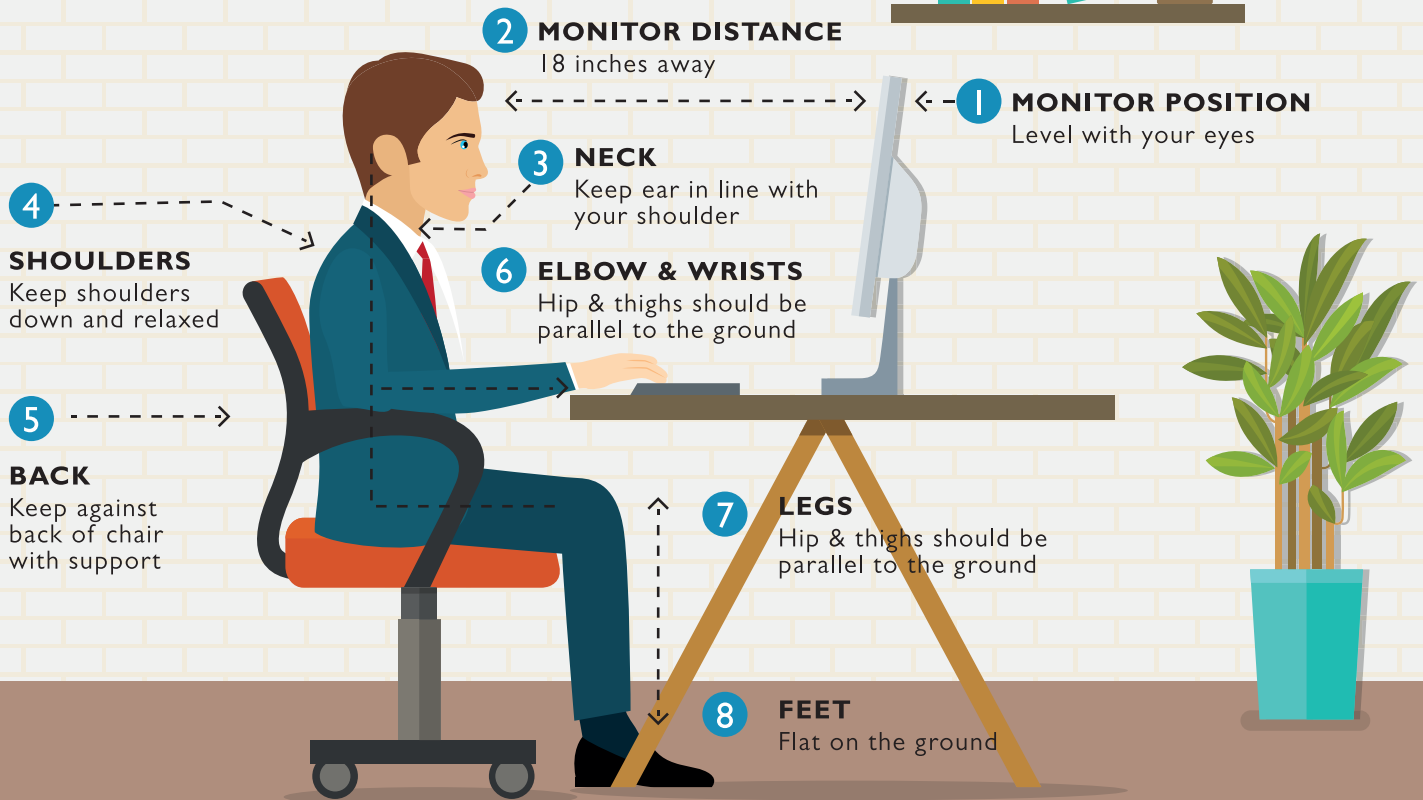 2 MONITOR DISTANCE
18 inches away
1 MONITOR POSITION
Level with your eyes
3 NECK
Keep ear in line with
your shoulder
4
SHOULDERS
Keep shoulders
down and relaxed
6 ELBOW & WRISTS
Hip & thighs should be
parallel to the ground
5
BACK
Keep against
back of chair
with support
7 LEGS
Hip & thighs should be
parallel to the ground
8 FEET
Flat on the ground